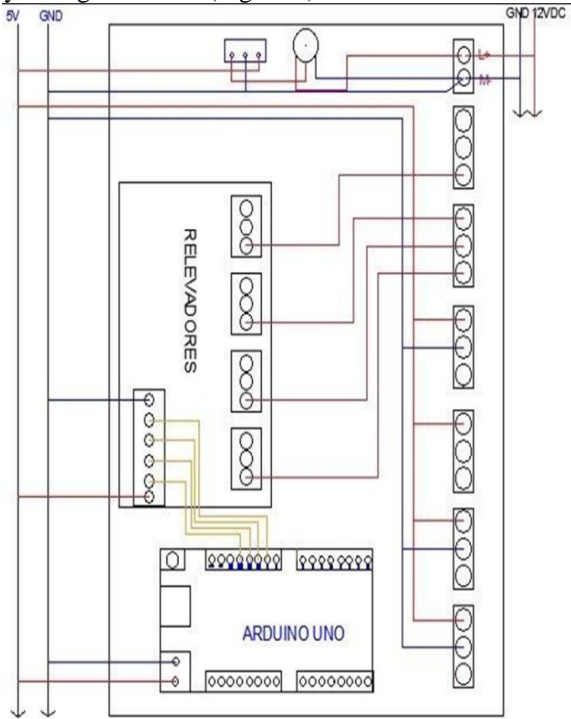 5V GND GND 12VDC
L+
M-
RELEVADORES
ARDUINO UNO